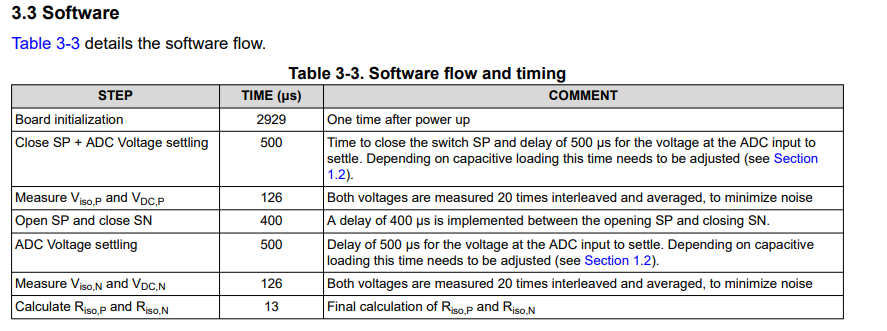 3.3 Software
Table 3-3 details the software flow.
Table 3-3. Software flow and timing
STEP TIME (µs) COMMENT
Board initialization 2929 One time after power up
Close SP + ADC Voltage settling 500 Time to close the switch SP and delay of 500 µs for the voltage at the ADC input to
settle. Depending on capacitive loading this time needs to be adjusted (see Section
1.2).
Measure Viso,P and VDC,P 126 Both voltages are measured 20 times interleaved and averaged, to minimize noise
Open SP and close SN 400 A delay of 400 µs is implemented between the opening SP and closing SN.
ADC Voltage settling 500 Delay of 500 µs for the voltage at the ADC input to settle. Depending on capacitive
loading this time needs to be adjusted (see Section 1.2).
Measure Viso,N and VDC,N 126 Both voltages are measured 20 times interleaved and averaged, to minimize noise
Calculate Riso,P and Riso,N 13 Final calculation of Riso,P and Riso,N